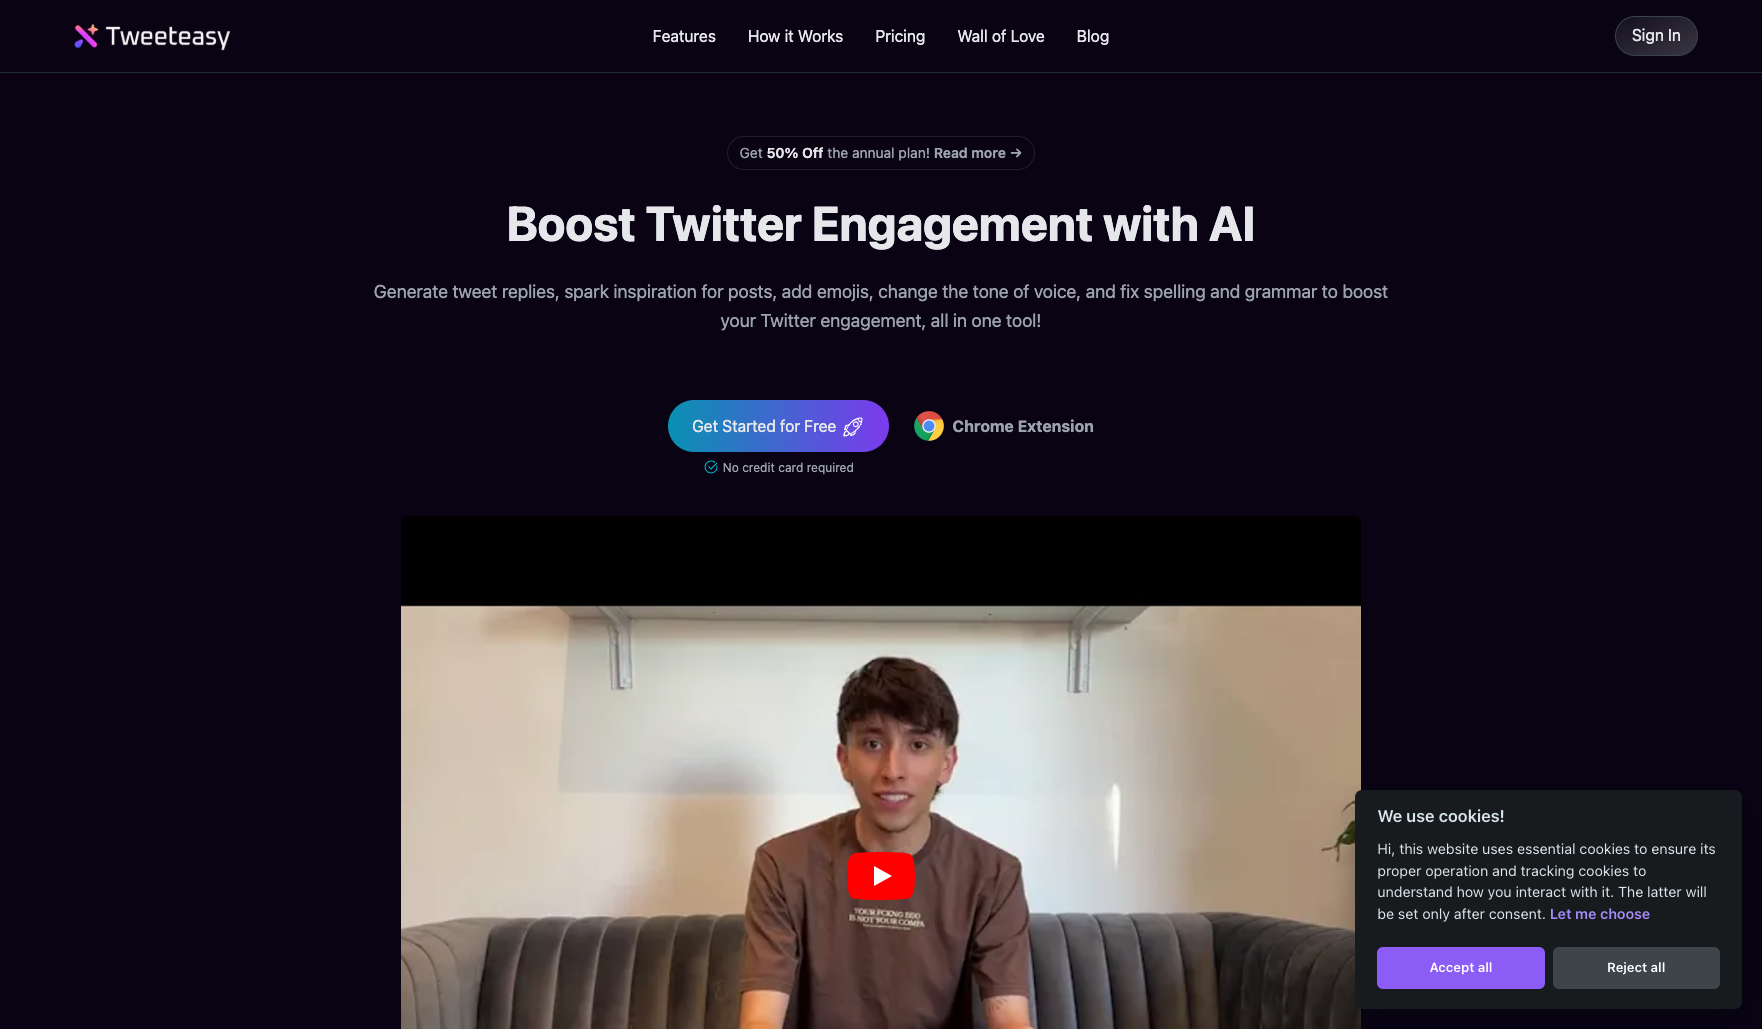 Tweeteasy
Features
How it Works
Pricing
Wall of Love
Blog
Sign In
Get 50% Off the annual plan! Read more →
Boost Twitter Engagement with AI
Generate tweet replies, spark inspiration for posts, add emojis, change the tone of voice, and fix spelling and grammar to boost
your Twitter engagement, all in one tool!
Get Started for Free
Chrome Extension
No credit card required
YOUR FCKNG EGO
IS NOT YOUR COMPA
We use cookies!
Hi, this website uses essential cookies to ensure its
proper operation and tracking cookies to
understand how you interact with it. The latter will
be set only after consent. Let me choose
Accept all
Reject all